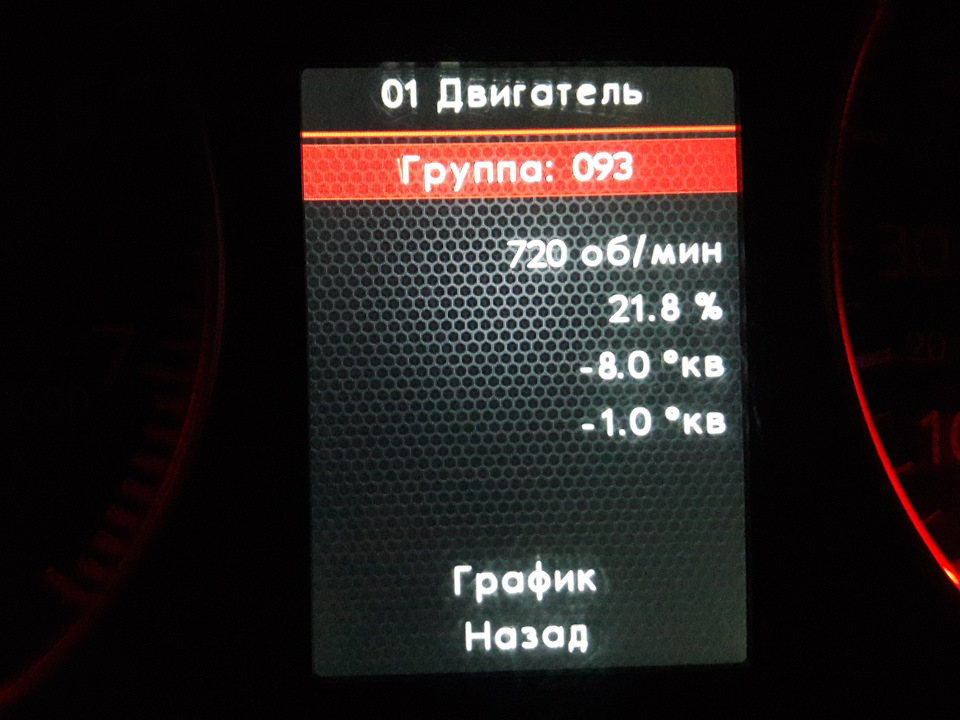 01 Двигатель
Группа: 093
720 об/мин
21.8 %
-8.0 °кв
-1.0 °кв
График
Назад